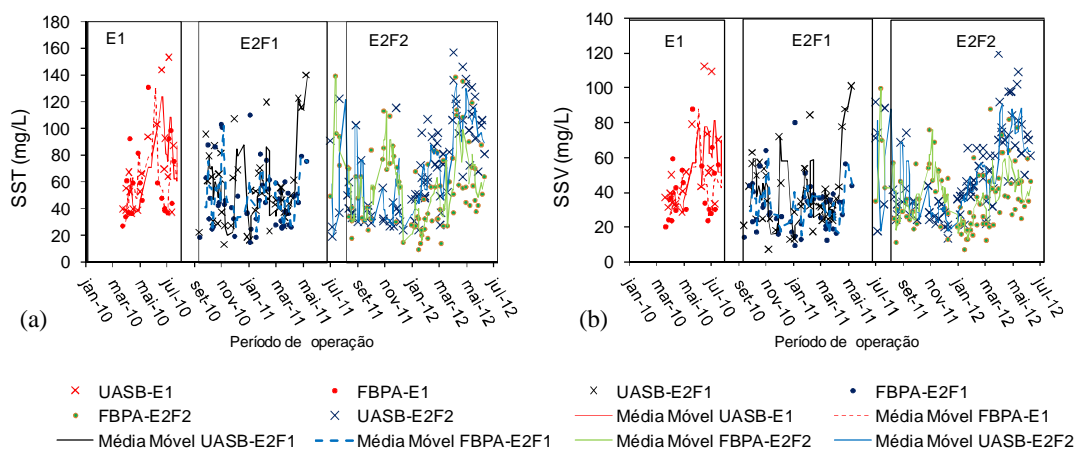 (a)
SST (mg/L)
200
180
160
140
120
100
80
60
40
20
0
E1
E2F1
E2F2
jan-10
mar-10
mai-10
jul-10
set-10
nov-10
jan-11
mar-11
mai-11
jul-11
set-11
nov-11
jan-12
mar-12
mai-12
jul-12
Período de operação
(b)
SSV (mg/L)
140
120
100
80
60
40
20
0
E1
E2F1
E2F2
jan-10
mar-10
mai-10
jul-10
set-10
nov-10
jan-11
mar-11
mai-11
jul-11
set-11
nov-11
jan-12
mar-12
mai-12
jul-12
Período de operação
UASB-E1
FBPA-E1
UASB-E2F1
FBPA-E2F1
FBPA-E2F2
UASB-E2F2
Média Móvel UASB-E1
Média Móvel FBPA-E1
Média Móvel UASB-E2F1
Média Móvel FBPA-E2F1
Média Móvel FBPA-E2F2
Média Móvel UASB-E2F2